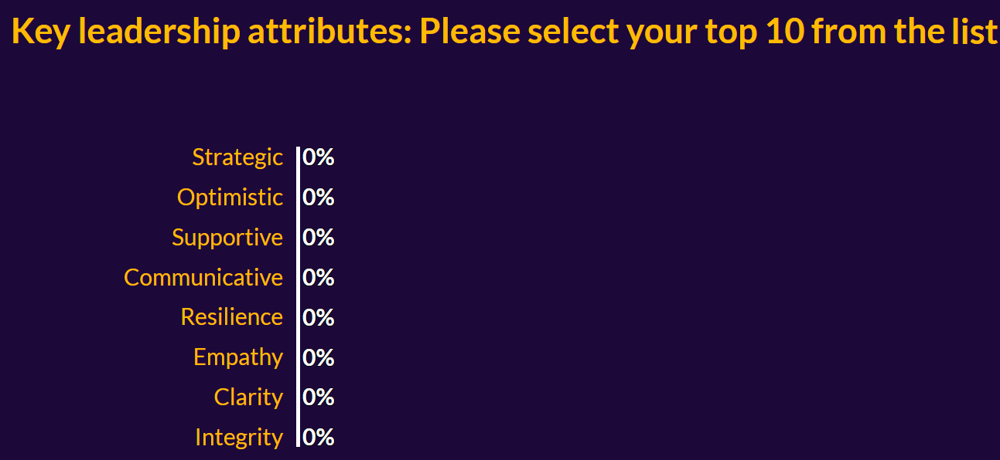 Key leadership attributes: Please select your top 10 from the list
Strategic 0%
Optimistic 0%
Supportive 0%
Communicative 0%
Resilience 0%
Empathy 0%
Clarity 0%
Integrity 0%